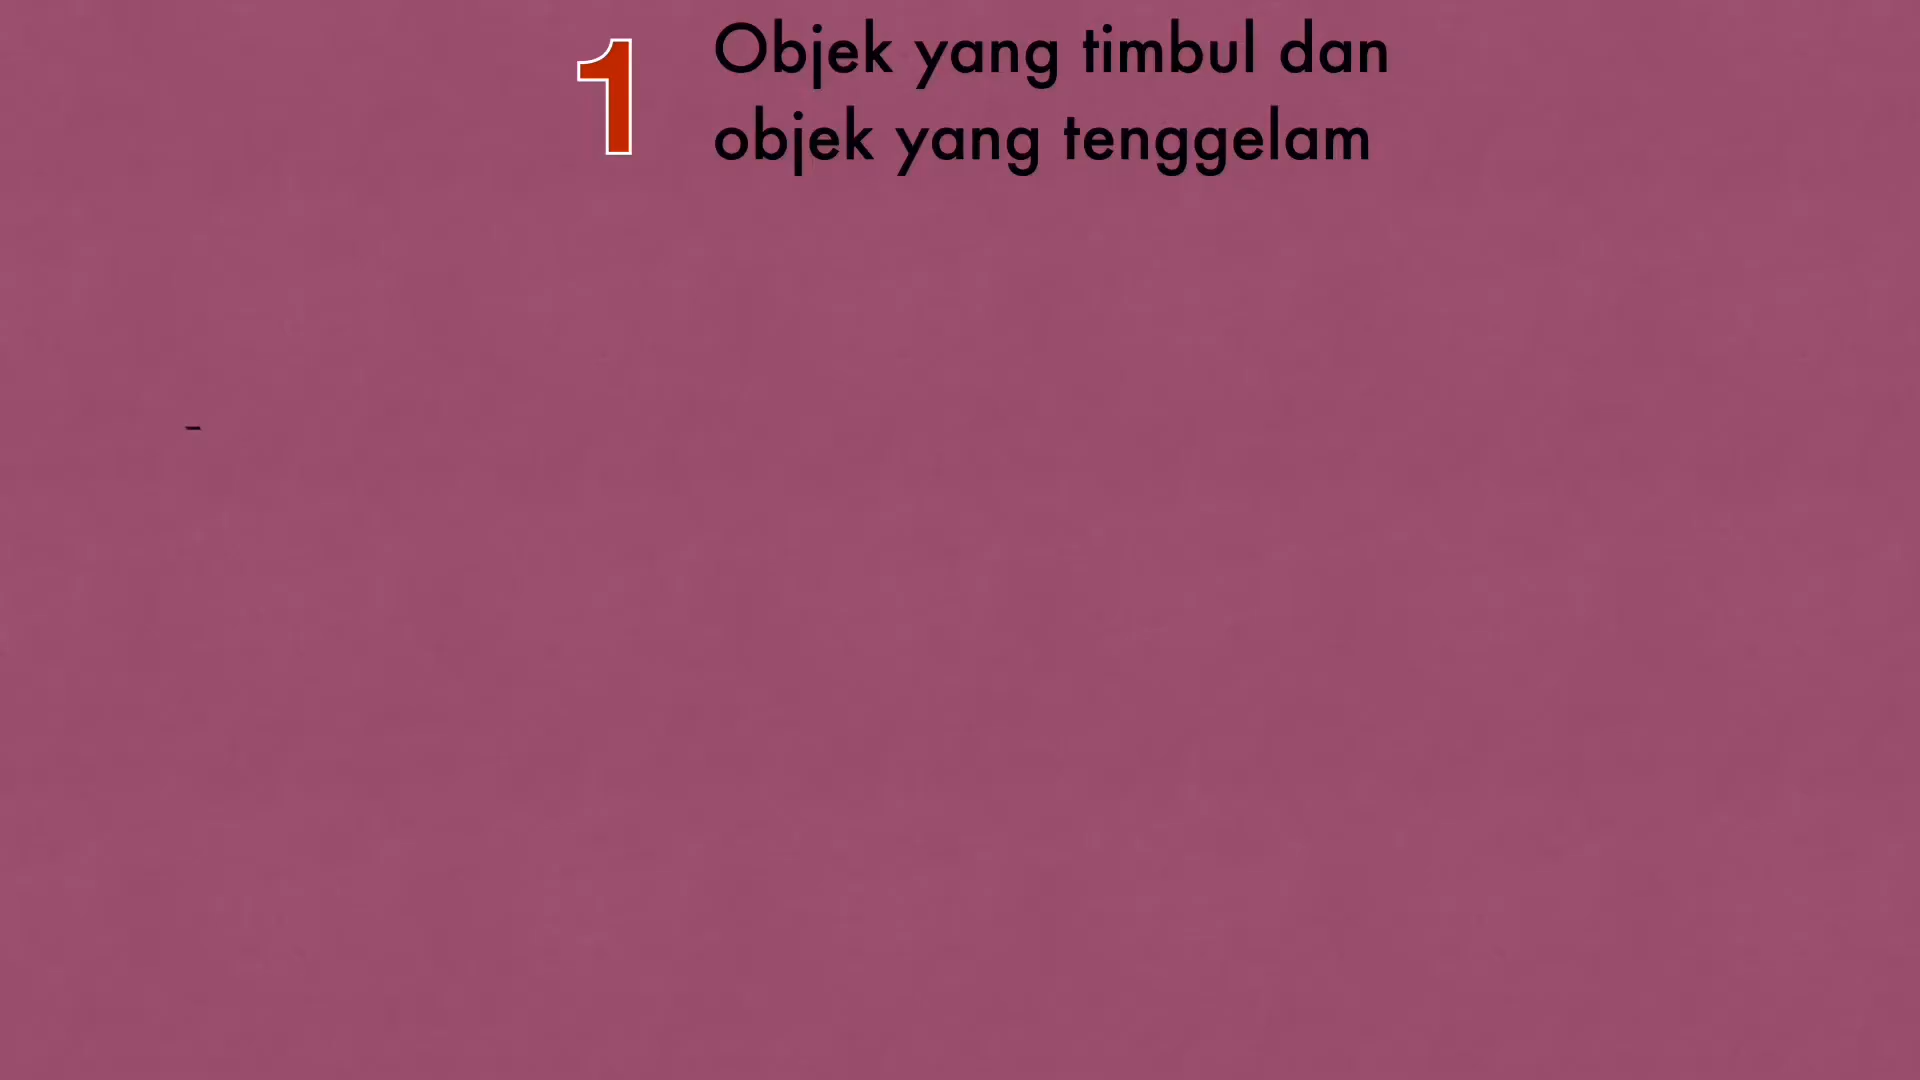 1
Objek yang timbul dan
objek yang tenggelam
-